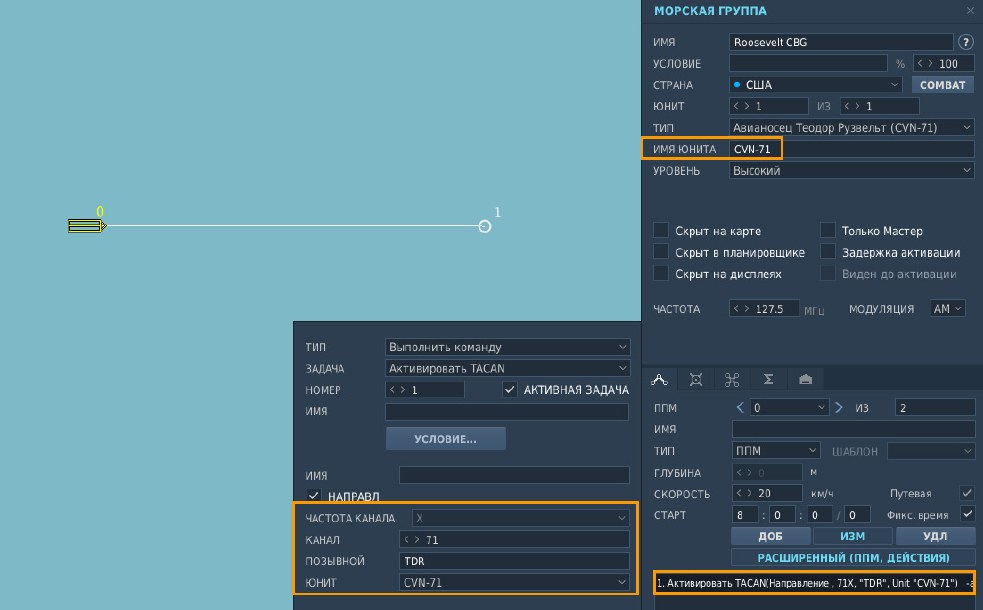 МОРСКАЯ ГРУППА
ИМЯ Roosevelt CBG ?
УСЛОВИЕ % < > 100
СТРАНА США COMBAT
ЮНИТ < > 1 ИЗ < > 1
ТИП Авианосец Теодор Рузвельт (CVN-71)
ИМЯ ЮНИТА CVN-71
УРОВЕНЬ Высокий
0 1
Скрыт на карте Только Мастер
Скрыт в планировщике Задержка активации
Скрыт на дисплеях Виден до активации
ЧАСТОТА < > 127.5 МГц МОДУЛЯЦИЯ AM
ТИП Выполнить команду
ЗАДАЧА Активировать TACAN
НОМЕР < > 1 АКТИВНАЯ ЗАДАЧА
ИМЯ
УСЛОВИЕ...
ИМЯ
НАПРАВЛ
ЧАСТОТА КАНАЛА X
КАНАЛ < > 71
ПОЗЫВНОЙ TDR
ЮНИТ CVN-71
Σ
ППМ < 0 > ИЗ 2
ИМЯ
ТИП ППМ ШАБЛОН
ГЛУБИНА < > 0 м
СКОРОСТЬ < > 20 км/ч Путевая
СТАРТ 8 : 0 : 0 / 0 Фикс. время
ДОБ ИЗМ УДЛ
РАСШИРЕННЫЙ (ППМ, ДЕЙСТВИЯ)
1. Активировать TACAN(Направление , 71X, "TDR", Unit "CVN-71") -a